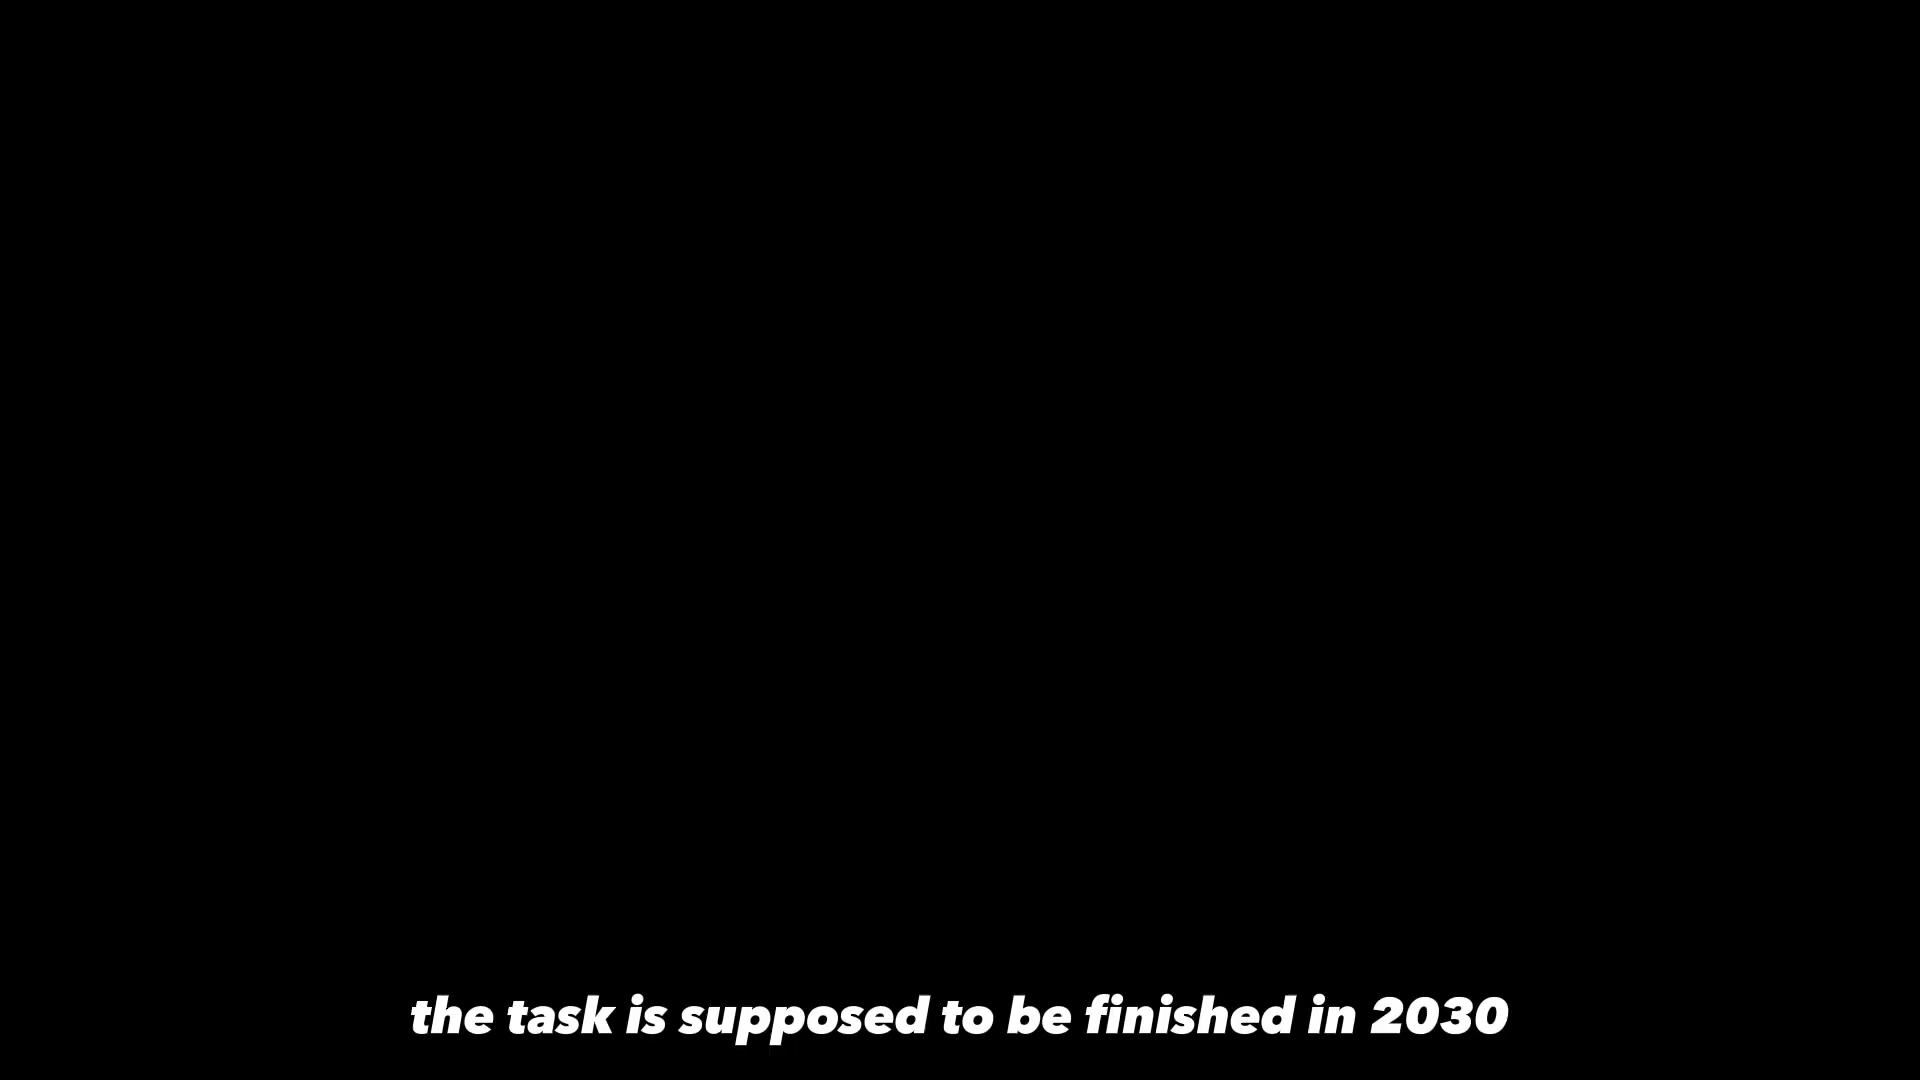 the task is supposed to be finished in 2030